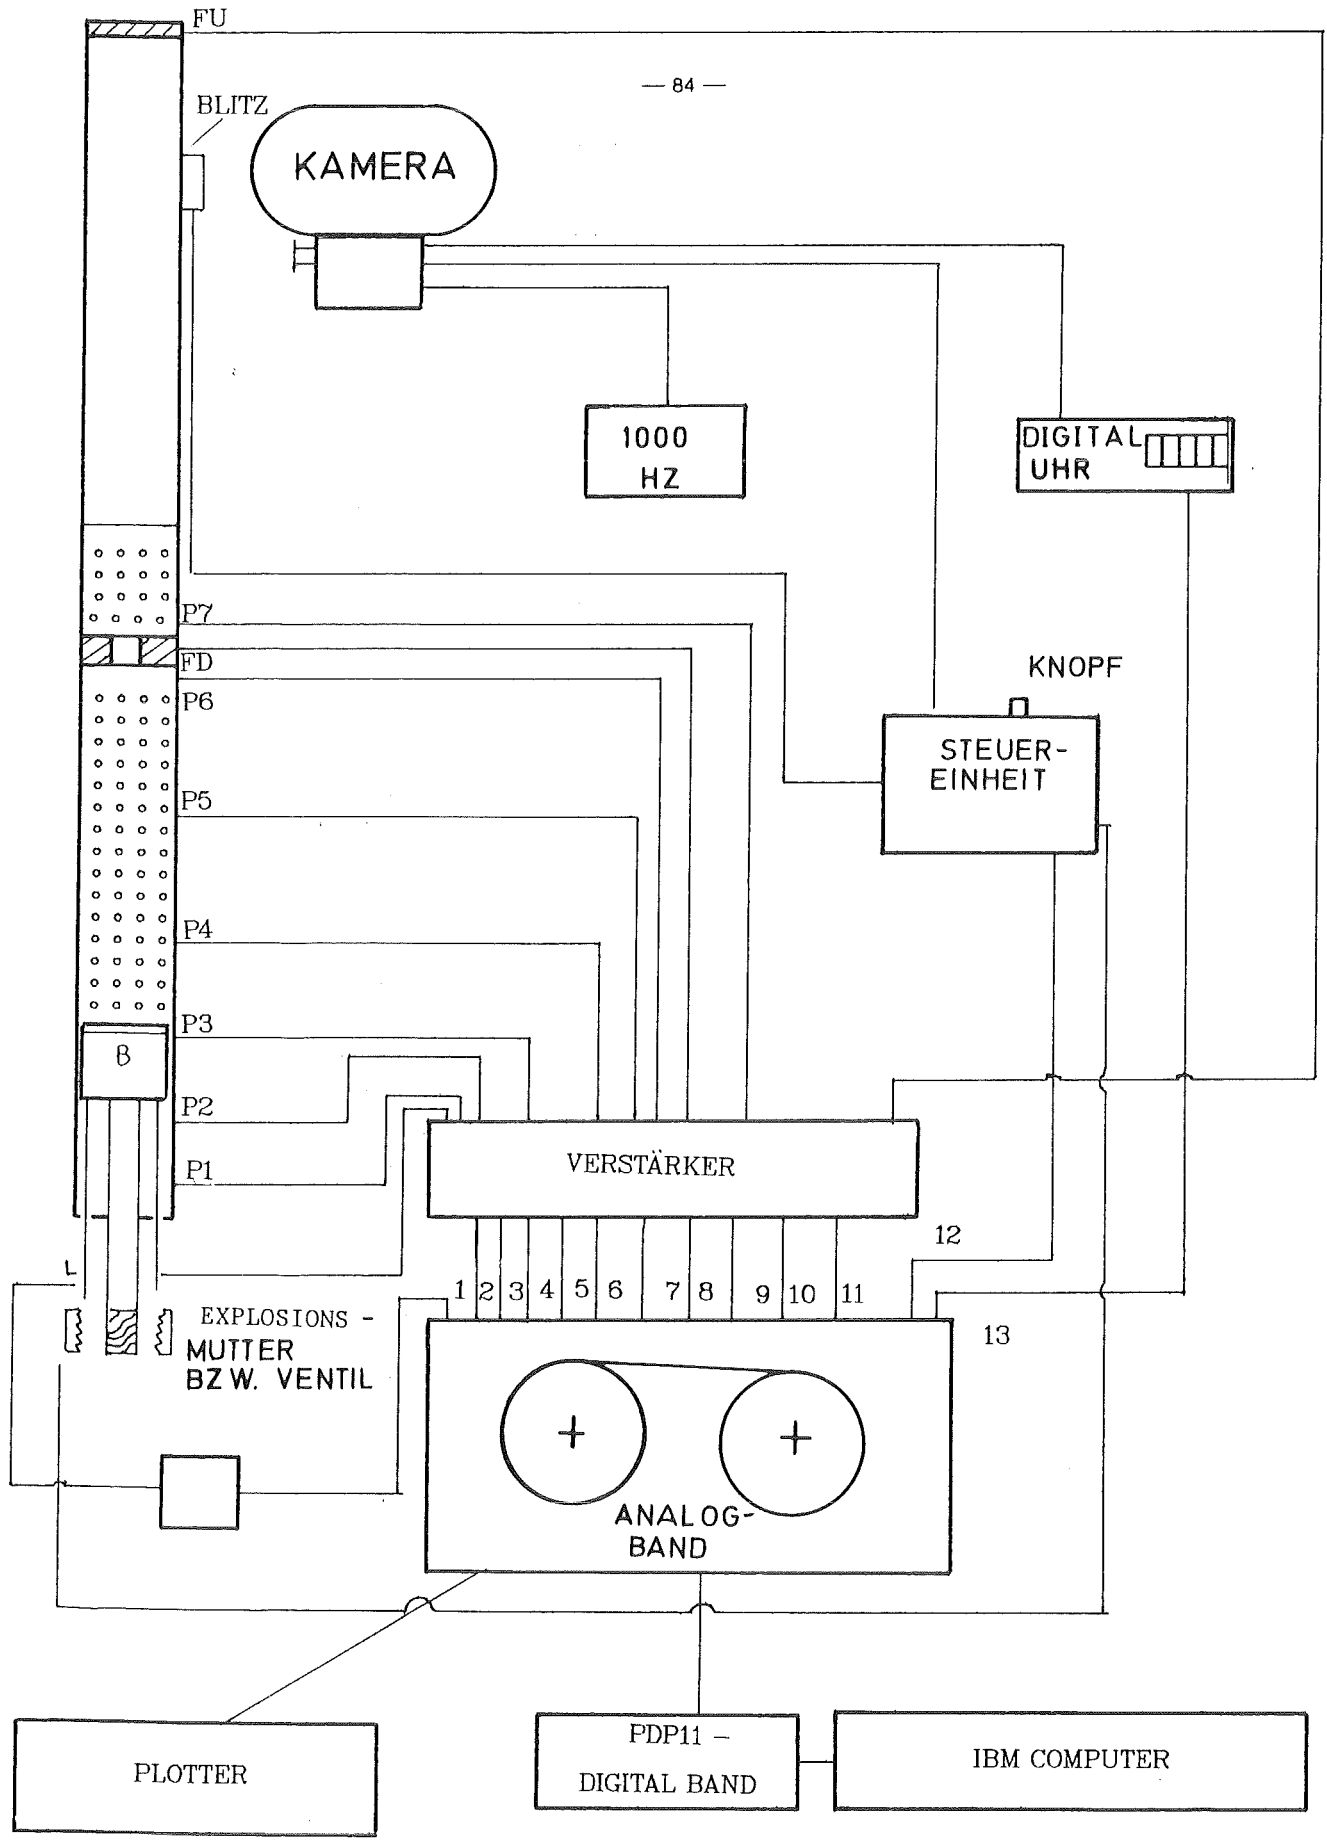 FU
— 84 —
BLITZ
KAMERA
1000
HZ
DIGITAL
UHR
P7
FD
P6
KNOPF
STEUER-
EINHEIT
P5
P4
P3
B
P2
P1
VERSTÄRKER
12
L
1 2 3 4 5 6 7 8 9 10 11
13
EXPLOSIONS -
MUTTER
BZW. VENTIL
ANALOG-
BAND
PLOTTER
PDP11 –
DIGITAL BAND
IBM COMPUTER